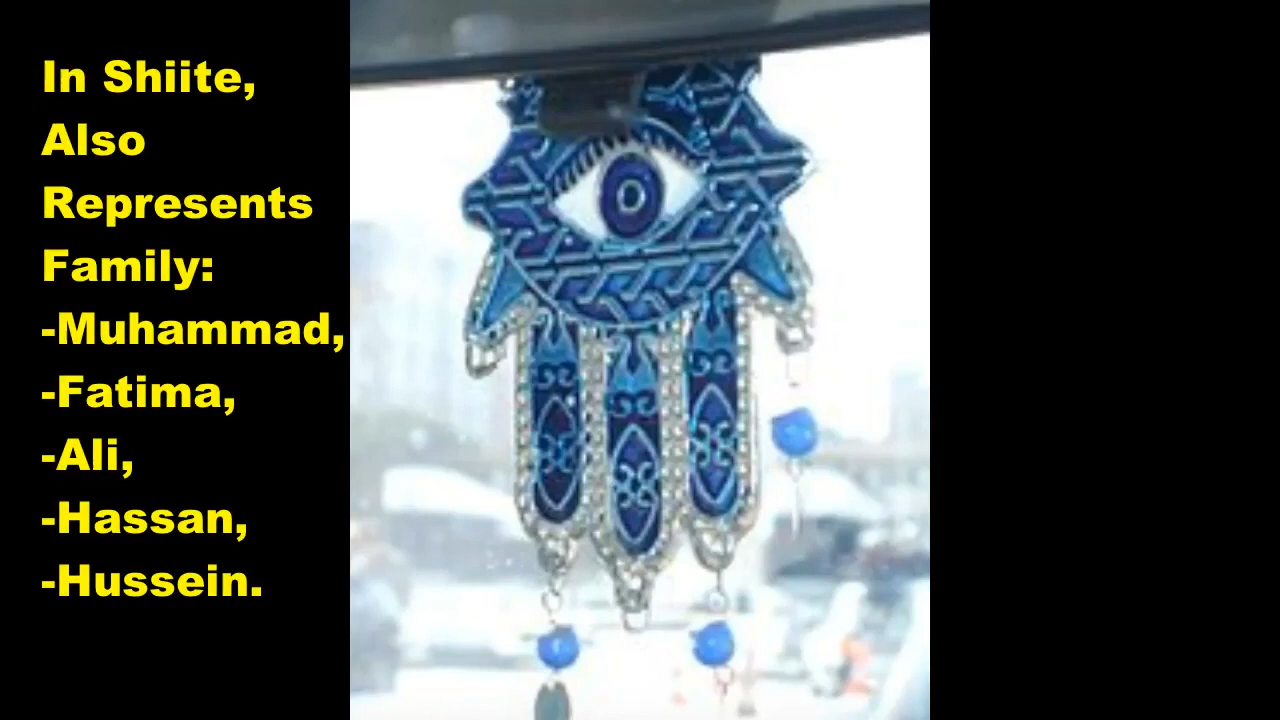 In Shiite,
Also
Represents
Family:
-Muhammad,
-Fatima,
-Ali,
-Hassan,
-Hussein.